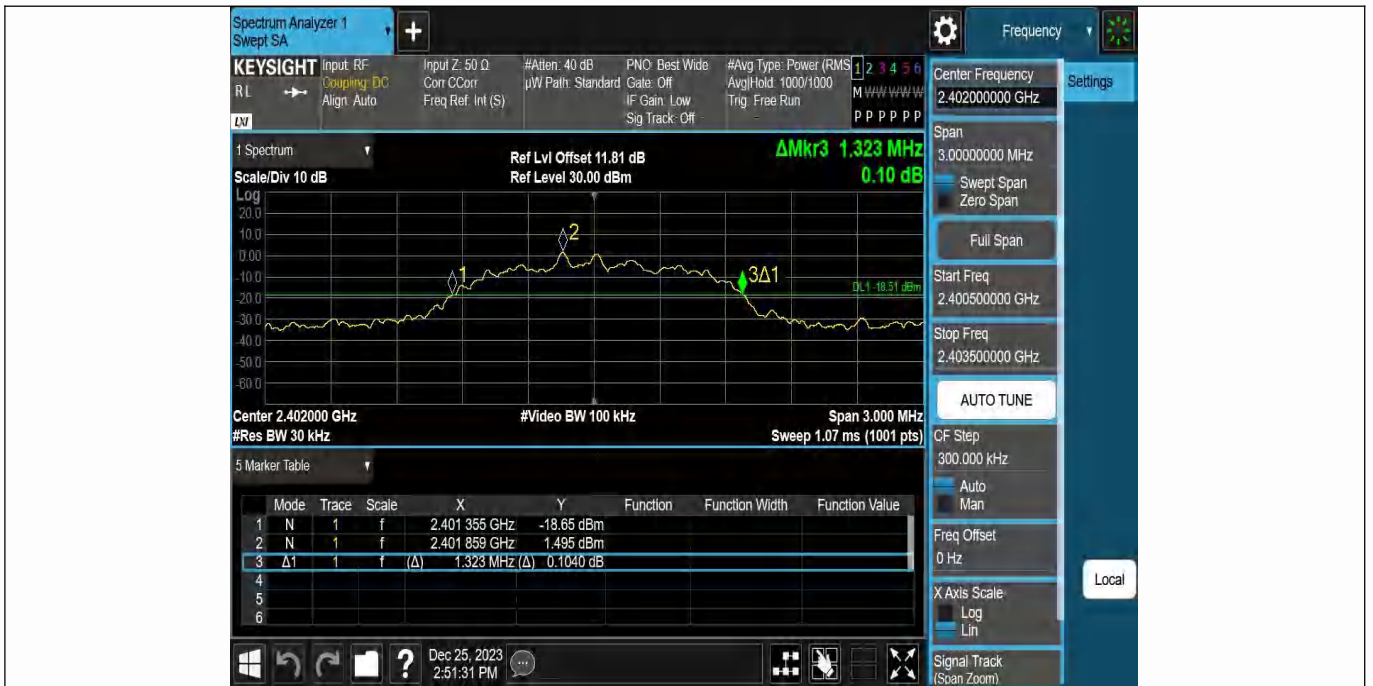 Spectrum Analyzer 1
Swept SA
+
Frequency
KEYSIGHT
RL
LXI
Input: RF
Coupling: DC
Align: Auto
Input Z: 50 Ω
Corr CCorr
Freq Ref: Int (S)
#Atten: 40 dB
µW Path: Standard
PNO: Best Wide
Gate: Off
IF Gain: Low
Sig Track: Off
#Avg Type: Power (RMS
Avg|Hold: 1000/1000
Trig: Free Run
1 2 3 4 5 6
M W W W W W
P P P P P P
1 Spectrum
Scale/Div 10 dB
Ref Lvl Offset 11.81 dB
Ref Level 30.00 dBm
ΔMkr3 1.323 MHz
0.10 dB
Log
20.0
10.0
0.00
-10.0
-20.0
-30.0
-40.0
-50.0
-60.0
1
2
3Δ1
DL1 -18.51 dBm
Center 2.402000 GHz
#Res BW 30 kHz
#Video BW 100 kHz
Span 3.000 MHz
Sweep 1.07 ms (1001 pts)
5 Marker Table
Mode Trace Scale X Y Function Function Width Function Value
1 N 1 f 2.401 355 GHz -18.65 dBm
2 N 1 f 2.401 859 GHz 1.495 dBm
3 Δ1 1 f (Δ) 1.323 MHz (Δ) 0.1040 dB
4
5
6
?
Dec 25, 2023
2:51:31 PM
Center Frequency
2.402000000 GHz
Span
3.00000000 MHz
Swept Span
Zero Span
Full Span
Start Freq
2.400500000 GHz
Stop Freq
2.403500000 GHz
AUTO TUNE
CF Step
300.000 kHz
Auto
Man
Freq Offset
0 Hz
X Axis Scale
Log
Lin
Signal Track
(Span Zoom)
Settings
Local